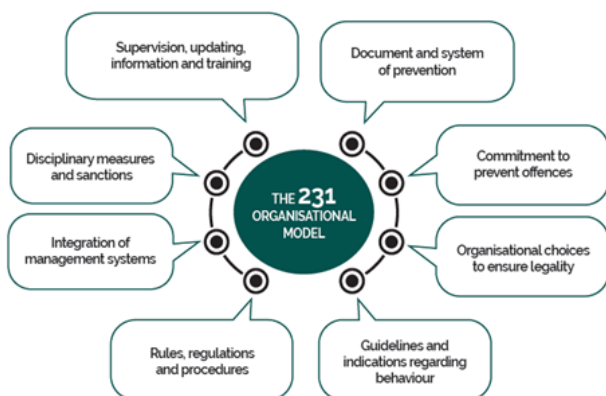 Supervision, updating,
information and training
Document and system
of prevention
Disciplinary measures
and sanctions
THE 231
ORGANISATIONAL
MODEL
Commitment to
prevent offences
Integration of
management systems
Organisational choices
to ensure legality
Rules, regulations
and procedures
Guidelines and
indications regarding
behaviour